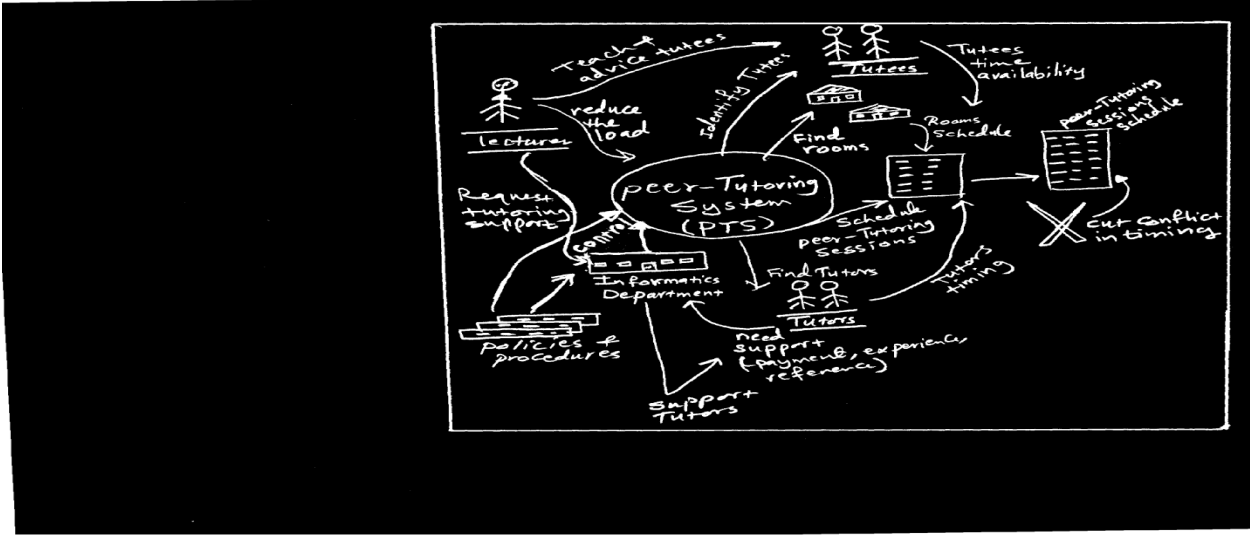 Teach &
advice tutees
Tutees
Tutees
time
availability
lecturer
reduce
the
load
Identify Tutees
Find
rooms
Rooms
Schedule
peer-Tutoring
sessions
schedule
peer-Tutoring
System
(PTS)
Request
tutoring
support
control
Schedule
peer-Tutoring
sessions
cut conflict
in timing
Informatics
Department
Find Tutors
Tutors
Tutors
timing
policies &
procedures
need
support
(payment, experience,
reference)
Support
Tutors